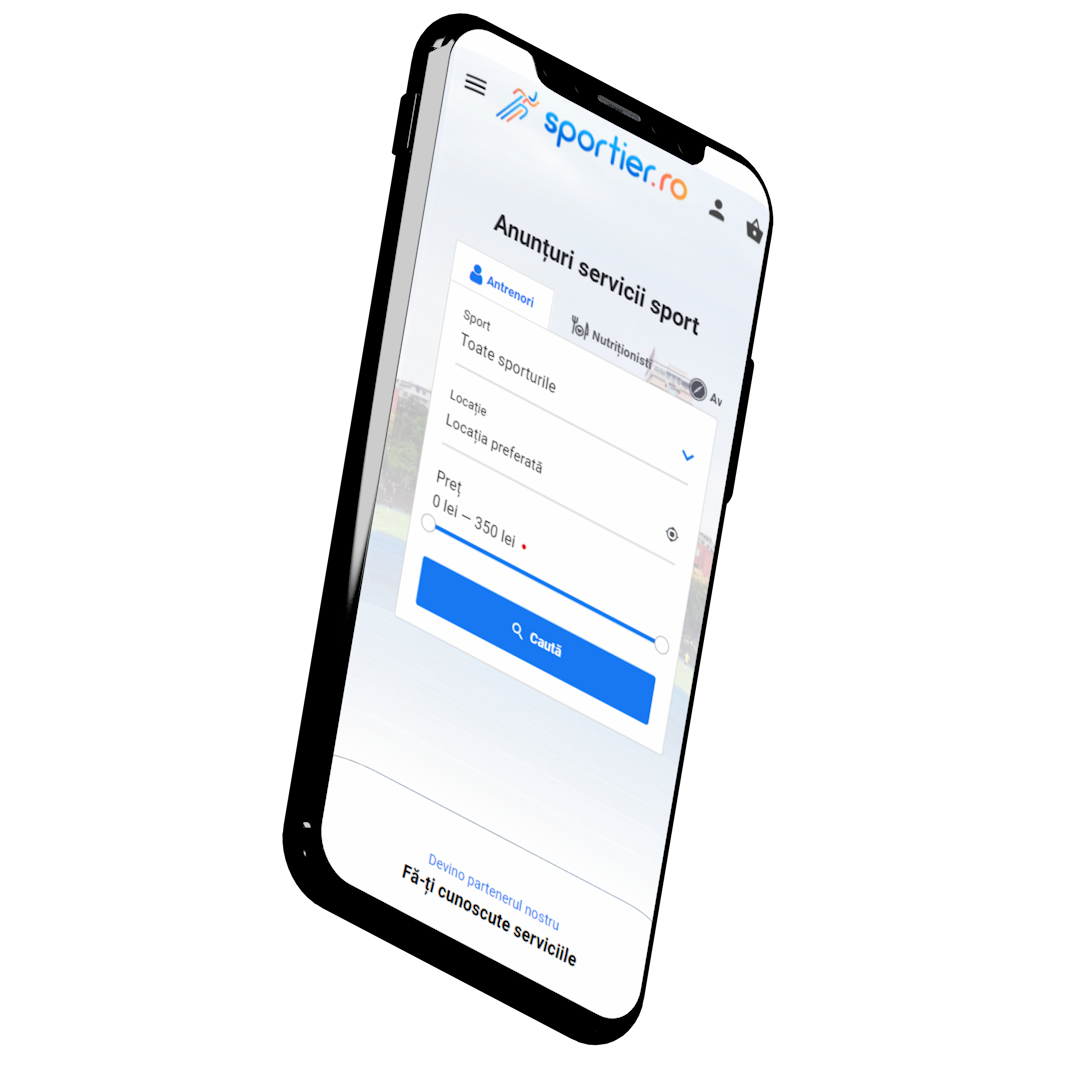 sportier.ro
Anunțuri servicii sport
Antrenori
Nutriționisti
Av
Sport
Toate sporturile
Locație
Locația preferată
Preț
0 lei – 350 lei
Caută
Devino partenerul nostru
Fă-ți cunoscute serviciile